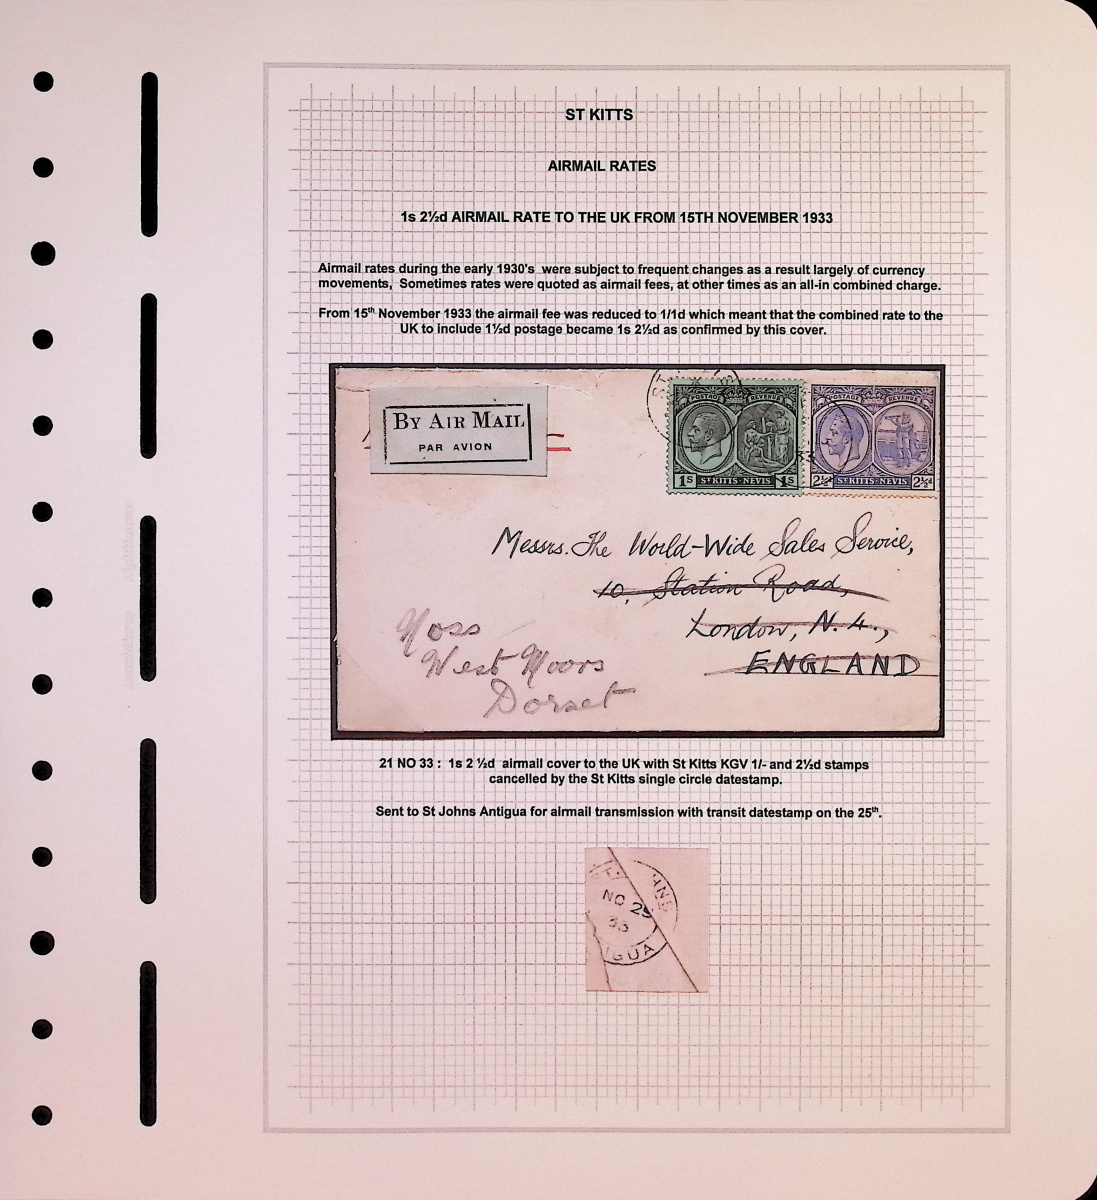 ST KITTS
AIRMAIL RATES
1s 2½d AIRMAIL RATE TO THE UK FROM 15TH NOVEMBER 1933
Airmail rates during the early 1930's were subject to frequent changes as a result largely of currency
movements, Sometimes rates were quoted as airmail fees, at other times as an all-in combined charge.
From 15th November 1933 the airmail fee was reduced to 1/1d which meant that the combined rate to the
UK to include 1½d postage became 1s 2½d as confirmed by this cover.
BY AIR MAIL
PAR AVION
POSTAGE REVENUE
1S ST KITTS-NEVIS 1S
POSTAGE REVENUE
2½d ST KITTS-NEVIS 2½d
33
Messrs. The World-Wide Sales Service,
10, Station Road,
London, N. 4.,
ENGLAND
Moss
West Moors
Dorset
21 NO 33 : 1s 2 ½d airmail cover to the UK with St Kitts KGV 1/- and 2½d stamps
cancelled by the St Kitts single circle datestamp.
Sent to St Johns Antigua for airmail transmission with transit datestamp on the 25th.
NO 25
33
IGUA